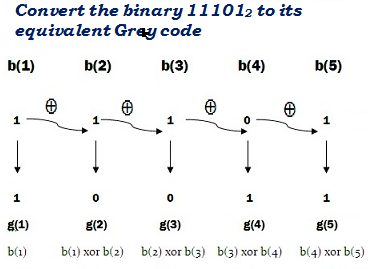 Convert the binary 11101₂ to its
equivalent Gray code
b(1) b(2) b(3) b(4) b(5)
⊕ ⊕ ⊕ ⊕
1 1 1 0 1
1 0 0 1 1
g(1) g(2) g(3) g(4) g(5)
b(1) b(1) xor b(2) b(2) xor b(3) b(3) xor b(4) b(4) xor b(5)